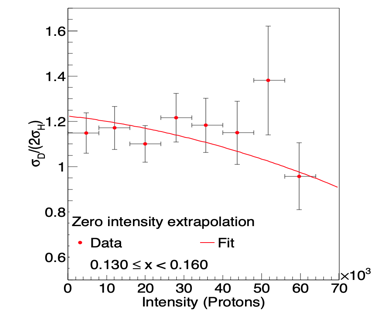 1.6
1.4
1.2
1
0.8
0.6
σD/(2σH)
Zero intensity extrapolation
Data
Fit
0.130 ≤ x < 0.160
0 10 20 30 40 50 60 70
×10³
Intensity (Protons)